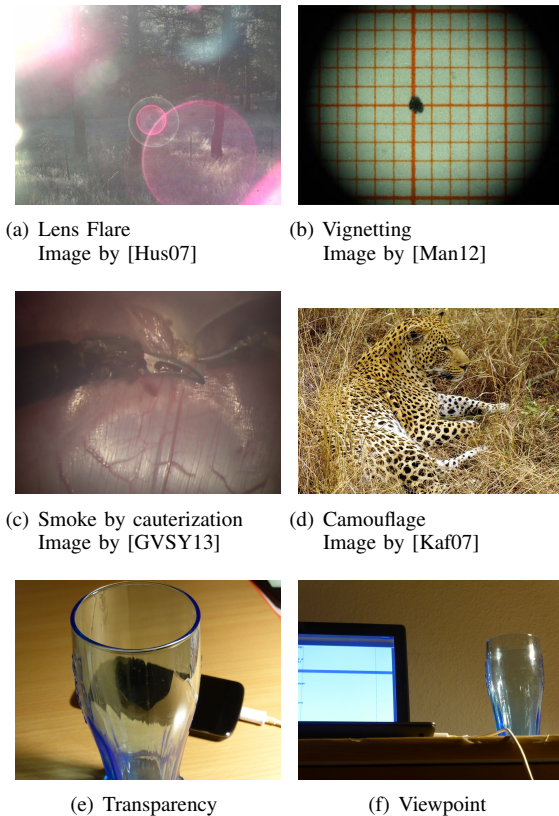 (a) Lens Flare
Image by [Hus07]
(b) Vignetting
Image by [Man12]
(c) Smoke by cauterization
Image by [GVSY13]
(d) Camouflage
Image by [Kaf07]
(e) Transparency
(f) Viewpoint